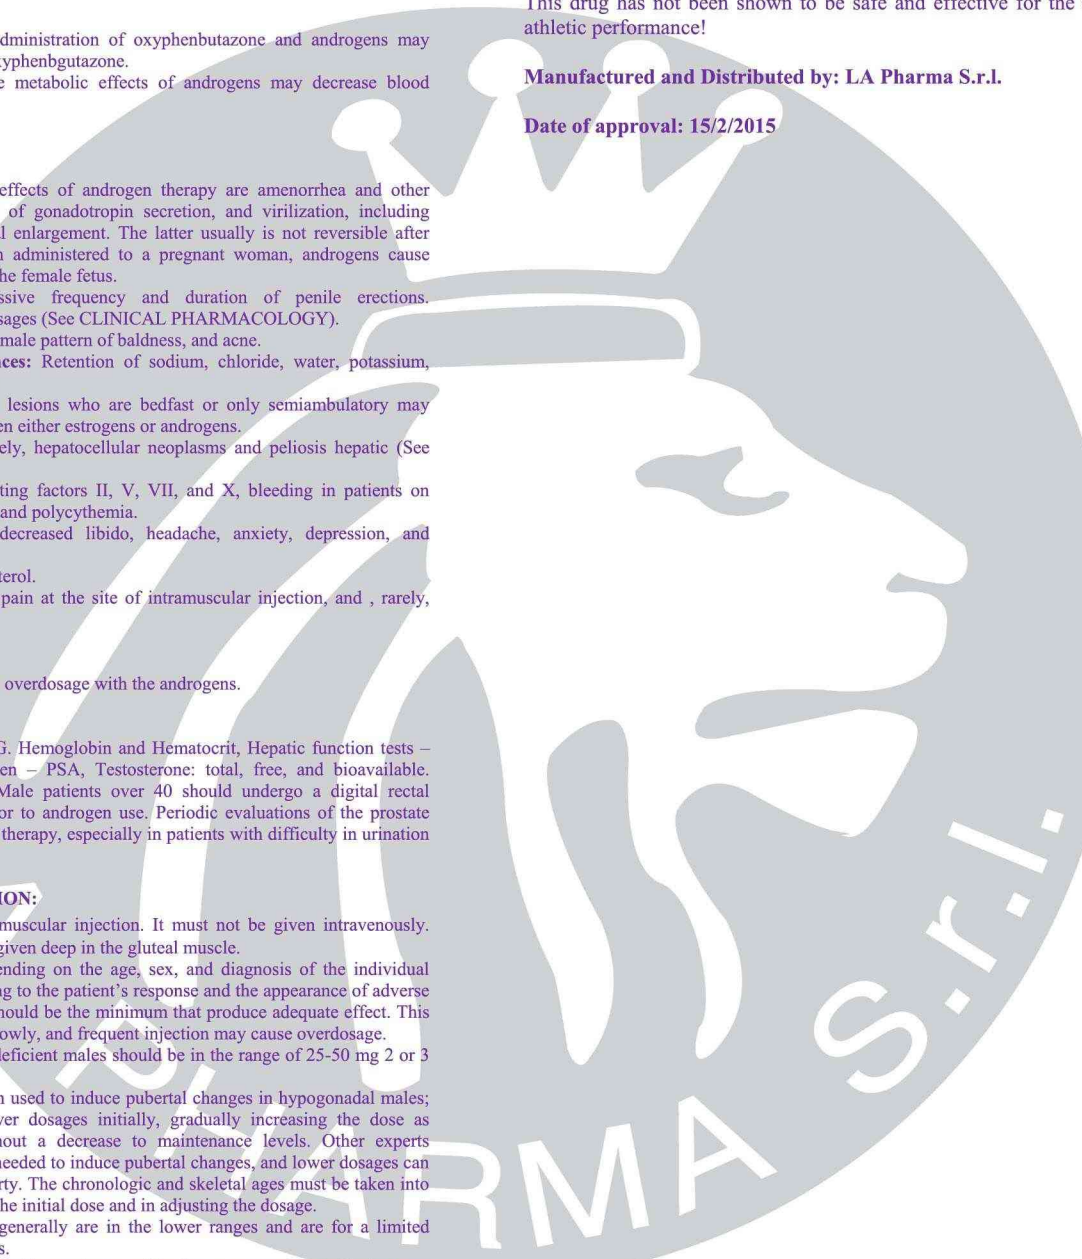 dministration of oxyphenbutazone and androgens may
xyphenbgutazone.
e metabolic effects of androgens may decrease blood
effects of androgen therapy are amenorrhea and other
of gonadotropin secretion, and virilization, including
l enlargement. The latter usually is not reversible after
n administered to a pregnant woman, androgens cause
he female fetus.
ssive frequency and duration of penile erections.
sages (See CLINICAL PHARMACOLOGY).
male pattern of baldness, and acne.
nces: Retention of sodium, chloride, water, potassium,
lesions who are bedfast or only semiambulatory may
en either estrogens or androgens.
ely, hepatocellular neoplasms and peliosis hepatic (See
ting factors II, V, VII, and X, bleeding in patients on
and polycythemia.
decreased libido, headache, anxiety, depression, and
terol.
pain at the site of intramuscular injection, and , rarely,
overdosage with the androgens.
G. Hemoglobin and Hematocrit, Hepatic function tests –
en – PSA, Testosterone: total, free, and bioavailable.
Male patients over 40 should undergo a digital rectal
or to androgen use. Periodic evaluations of the prostate
therapy, especially in patients with difficulty in urination
ION:
muscular injection. It must not be given intravenously.
given deep in the gluteal muscle.
ending on the age, sex, and diagnosis of the individual
ng to the patient’s response and the appearance of adverse
hould be the minimum that produce adequate effect. This
owly, and frequent injection may cause overdosage.
deficient males should be in the range of 25-50 mg 2 or 3
n used to induce pubertal changes in hypogonadal males;
ver dosages initially, gradually increasing the dose as
hout a decrease to maintenance levels. Other experts
needed to induce pubertal changes, and lower dosages can
rty. The chronologic and skeletal ages must be taken into
he initial dose and in adjusting the dosage.
generally are in the lower ranges and are for a limited
s.
This drug has not been shown to be safe and effective for the
athletic performance!
Manufactured and Distributed by: LA Pharma S.r.l.
Date of approval: 15/2/2015
PHARMA S.r.l.